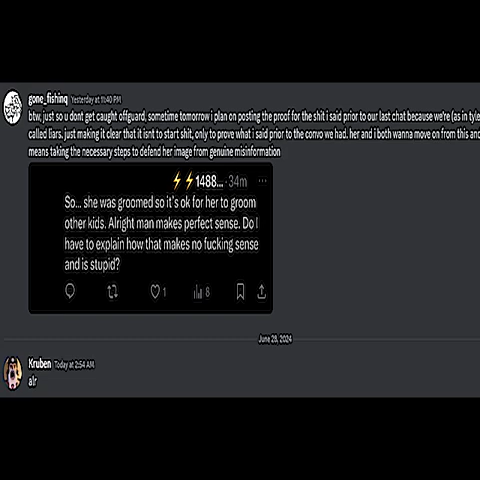 gone_fishinq Yesterday at 11:40 PM
btw, just so u dont get caught offguard, sometime tomorrow i plan on posting the proof for the shit i said prior to our last chat because we're (as in tyle
called liars. just making it clear that it isnt to start shit, only to prove what i said prior to the convo we had. her and i both wanna move on from this and
means taking the necessary steps to defend her image from genuine misinformation
⚡⚡1488... · 34m ...
So... she was groomed so it's ok for her to groom
other kids. Alright man makes perfect sense. Do I
have to explain how that makes no fucking sense
and is stupid?
1 8
June 28, 2024
Kruben Today at 2:54 AM
alr